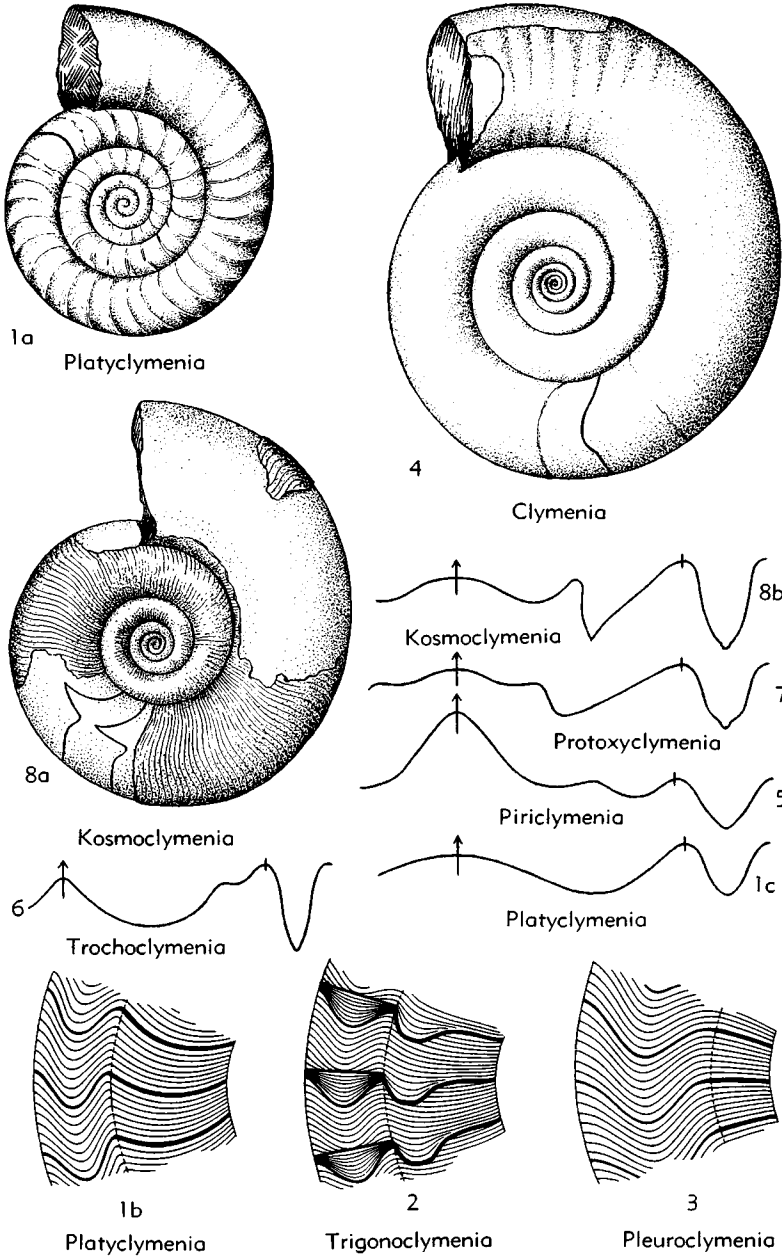 1a
Platyclymenia
4
Clymenia
8a
Kosmoclymenia
8b
Kosmoclymenia
7
Protoxyclymenia
5
Piriclymenia
1c
Platyclymenia
6
Trochoclymenia
1b
Platyclymenia
2
Trigonoclymenia
3
Pleuroclymenia